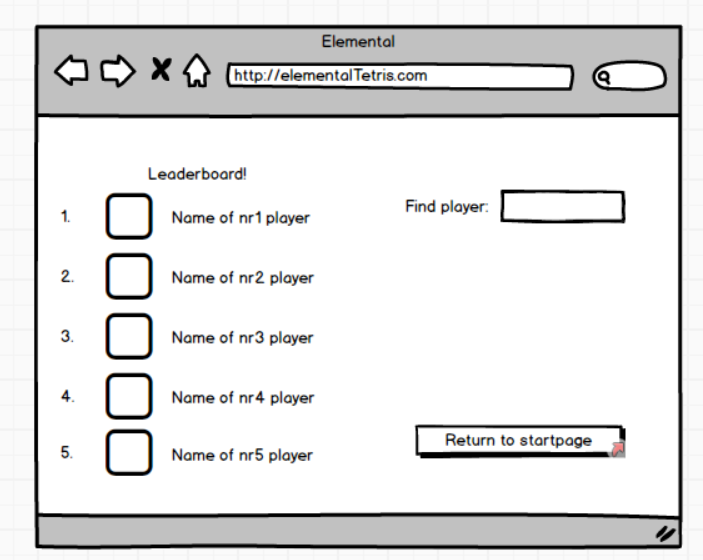 Elemental
http://elementalTetris.com
Leaderboard!
1. Name of nr1 player
Find player:
2. Name of nr2 player
3. Name of nr3 player
4. Name of nr4 player
Return to startpage
5. Name of nr5 player